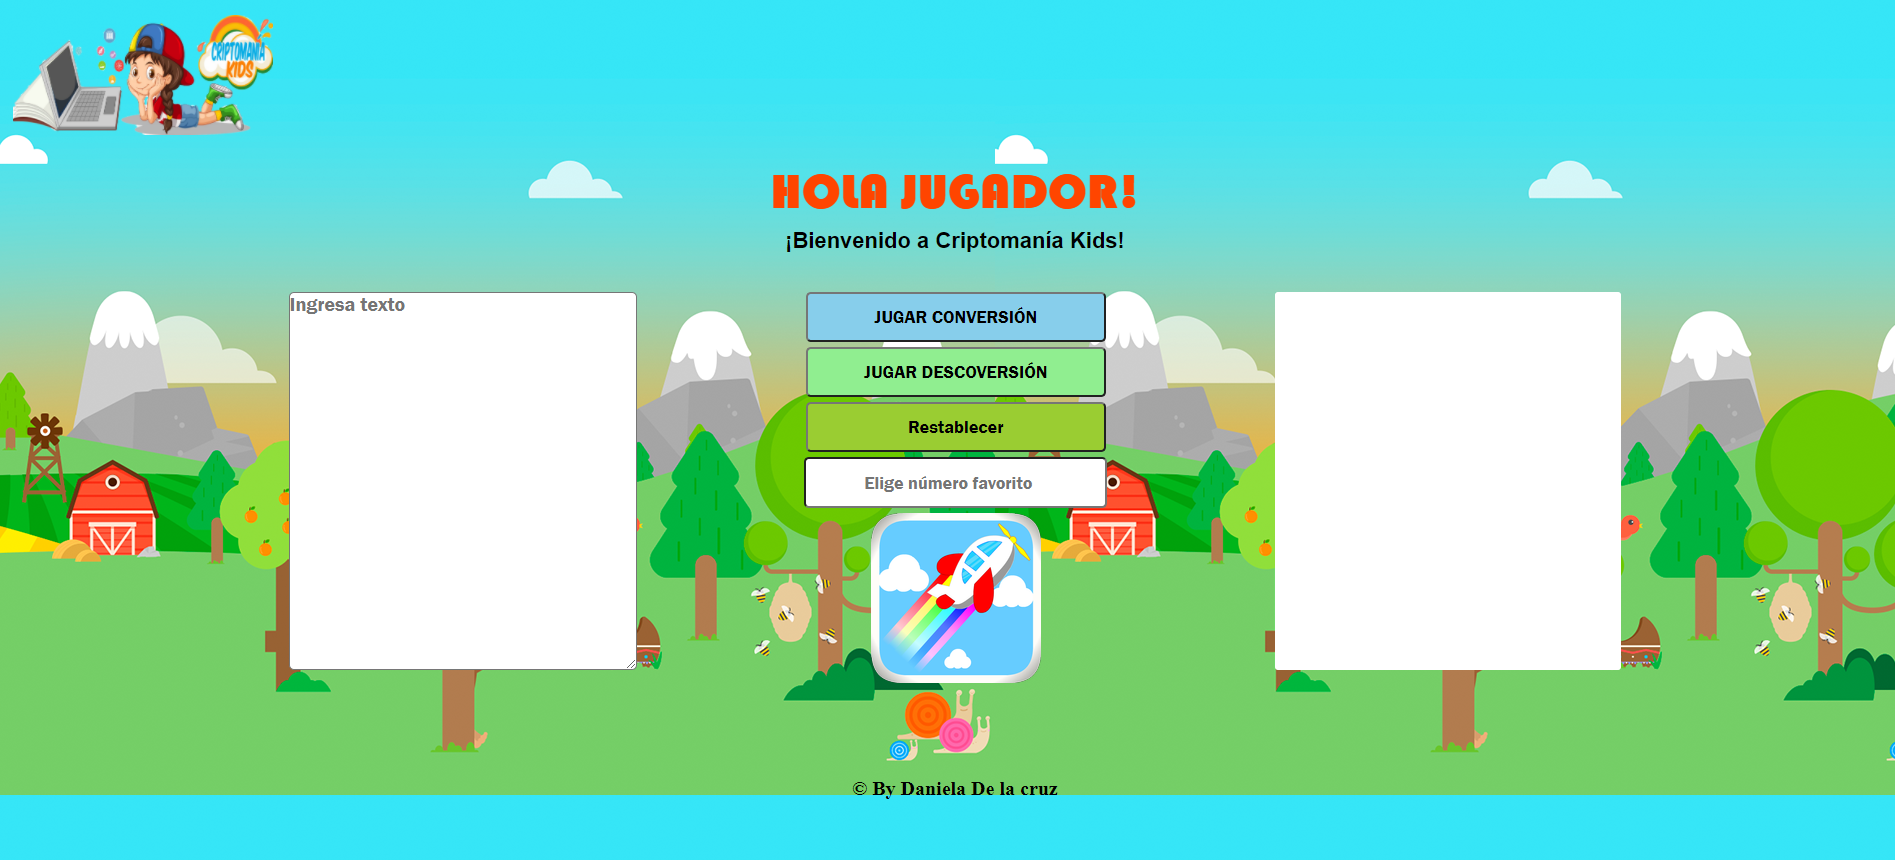 CRIPTOMANÍA
KIDS
HOLA JUGADOR!
¡Bienvenido a Criptomanía Kids!
Ingresa texto
JUGAR CONVERSIÓN
JUGAR DESCOVERSIÓN
Restablecer
Elige número favorito
© By Daniela De la cruz